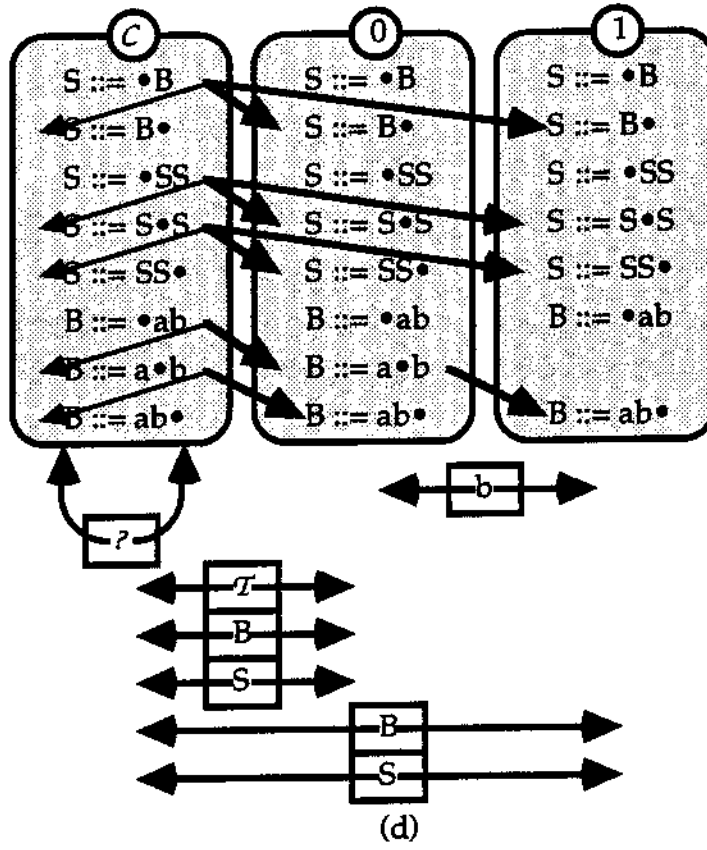 C
0
1
S ::= •B
S ::= B•
S ::= •SS
S ::= S•S
S ::= SS•
B ::= •ab
B ::= a•b
B ::= ab•
S ::= •B
S ::= B•
S ::= •SS
S ::= S•S
S ::= SS•
B ::= •ab
B ::= a•b
B ::= ab•
S ::= •B
S ::= B•
S ::= •SS
S ::= S•S
S ::= SS•
B ::= •ab
B ::= ab•
b
?
T
B
S
B
S
(d)